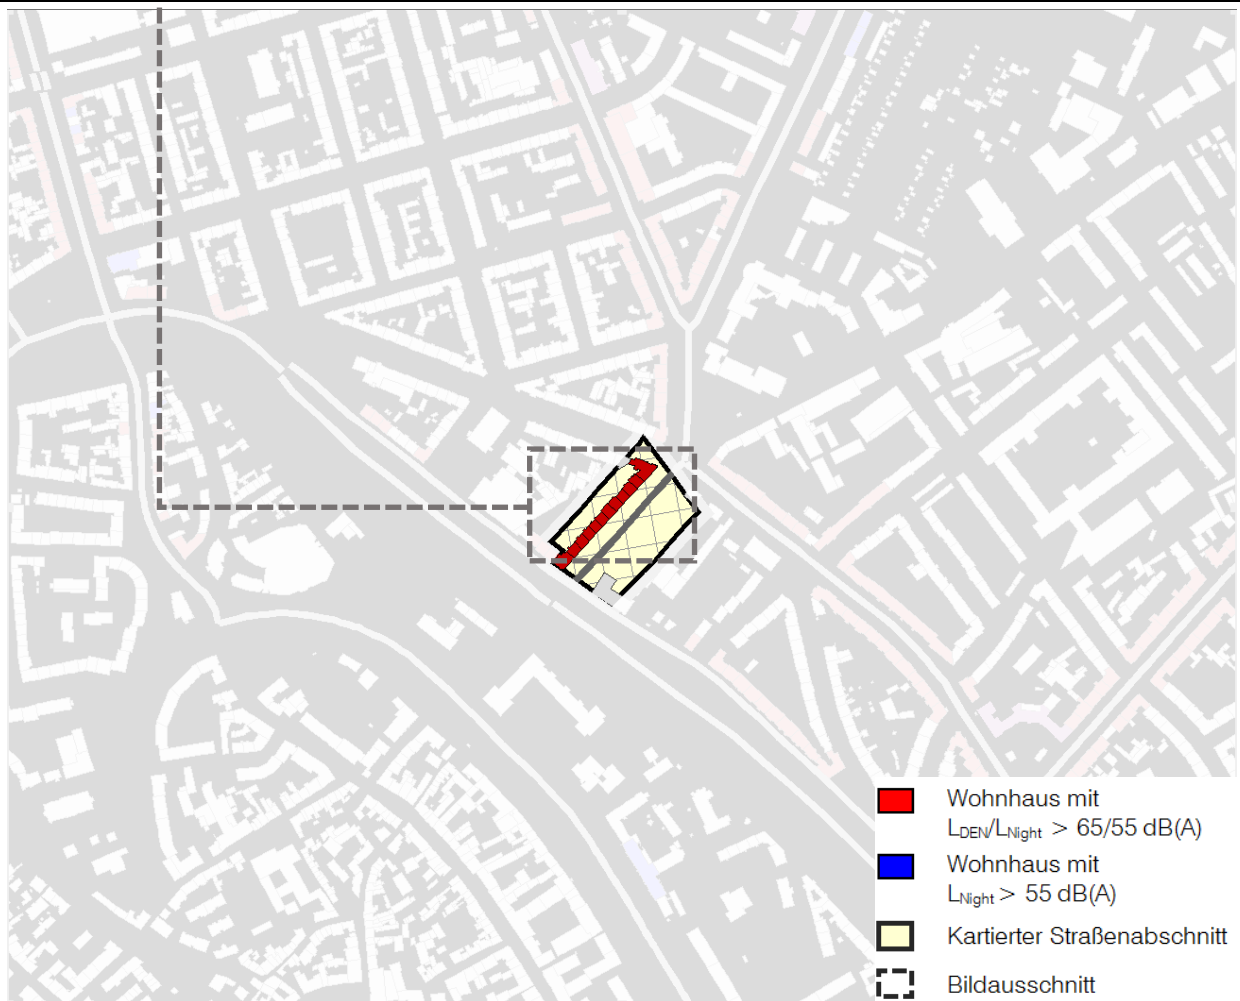 Wohnhaus mit
LDEN/LNight > 65/55 dB(A)
Wohnhaus mit
LNight > 55 dB(A)
Kartierter Straßenabschnitt
Bildausschnitt